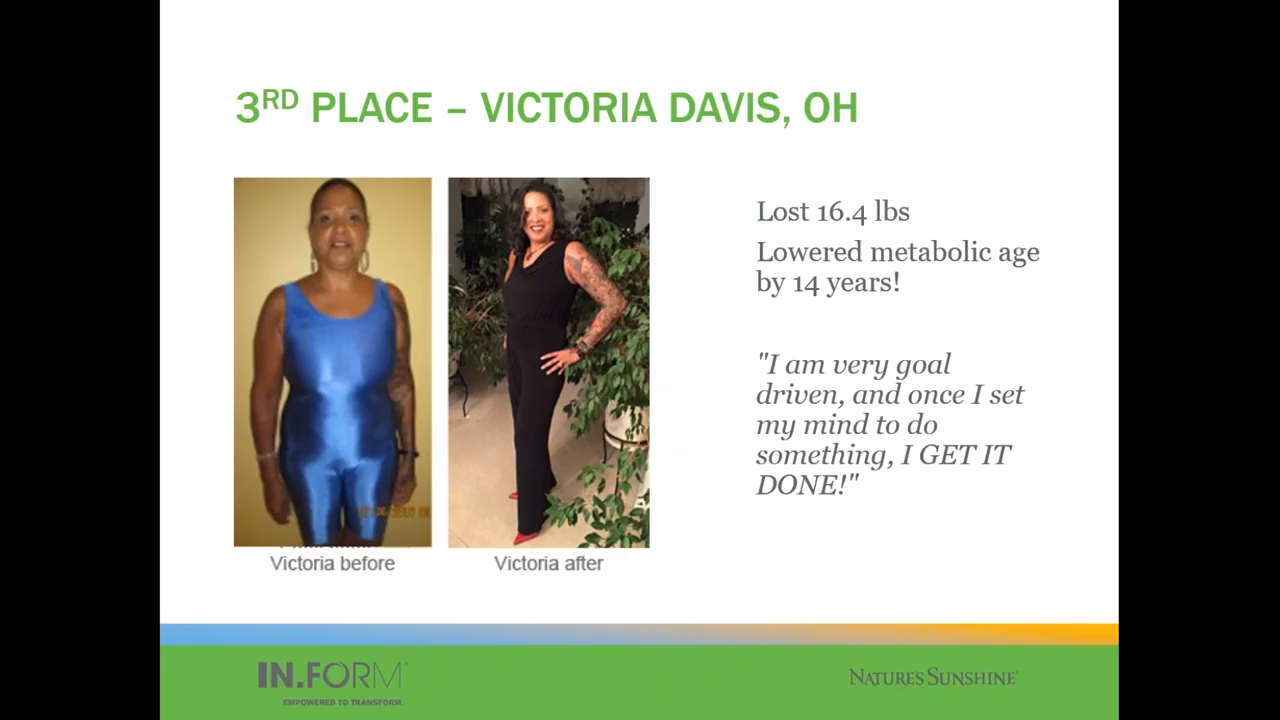 3RD PLACE – VICTORIA DAVIS, OH
Lost 16.4 lbs
Lowered metabolic age
by 14 years!
"I am very goal
driven, and once I set
my mind to do
something, I GET IT
DONE!"
Victoria before
Victoria after
IN.FORM™
EMPOWERED TO TRANSFORM.
NATURE'S SUNSHINE®